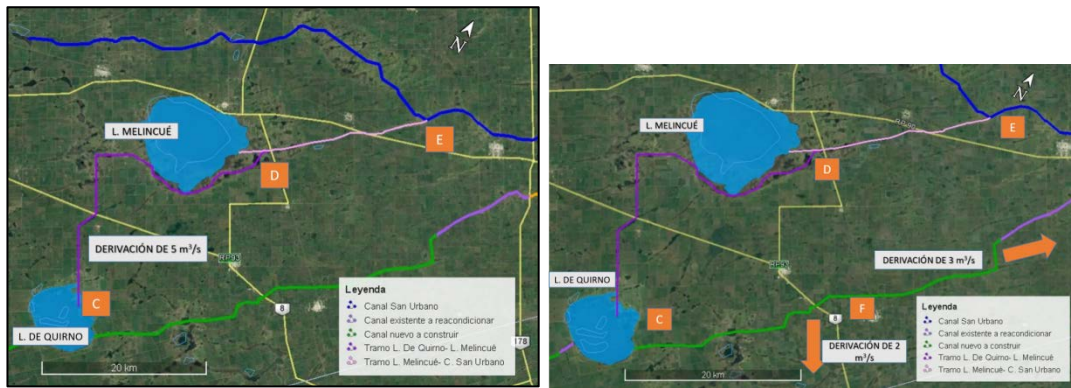 N
L. MELINCUÉ
E
D
DERIVACIÓN DE 5 m³/s
RP93
C
L. DE QUIRNO
8
178
20 km
Leyenda
Canal San Urbano
Canal existente a reacondicionar
Canal nuevo a construir
Tramo L. De Quirno- L. Melincué
Tramo L. Melincué- C. San Urbano
N
L. MELINCUÉ
RP90
E
D
DERIVACIÓN DE 3 m³/s
RP93
L. DE QUIRNO
C
F
8
DERIVACIÓN DE 2
m³/s
20 km
Leyenda
Canal San Urbano
Canal existente a reacondicionar
Canal nuevo a construir
Tramo L. De Quirno- L. Melincué
Tramo L. Melincué- C. San Urbano